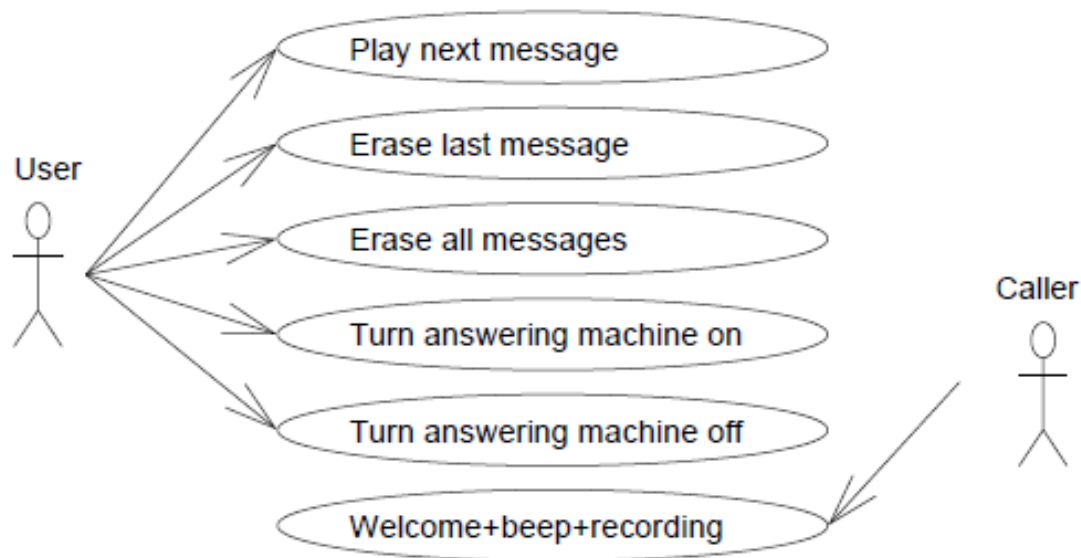 Play next message
Erase last message
User
Erase all messages
Caller
Turn answering machine on
Turn answering machine off
Welcome+beep+recording